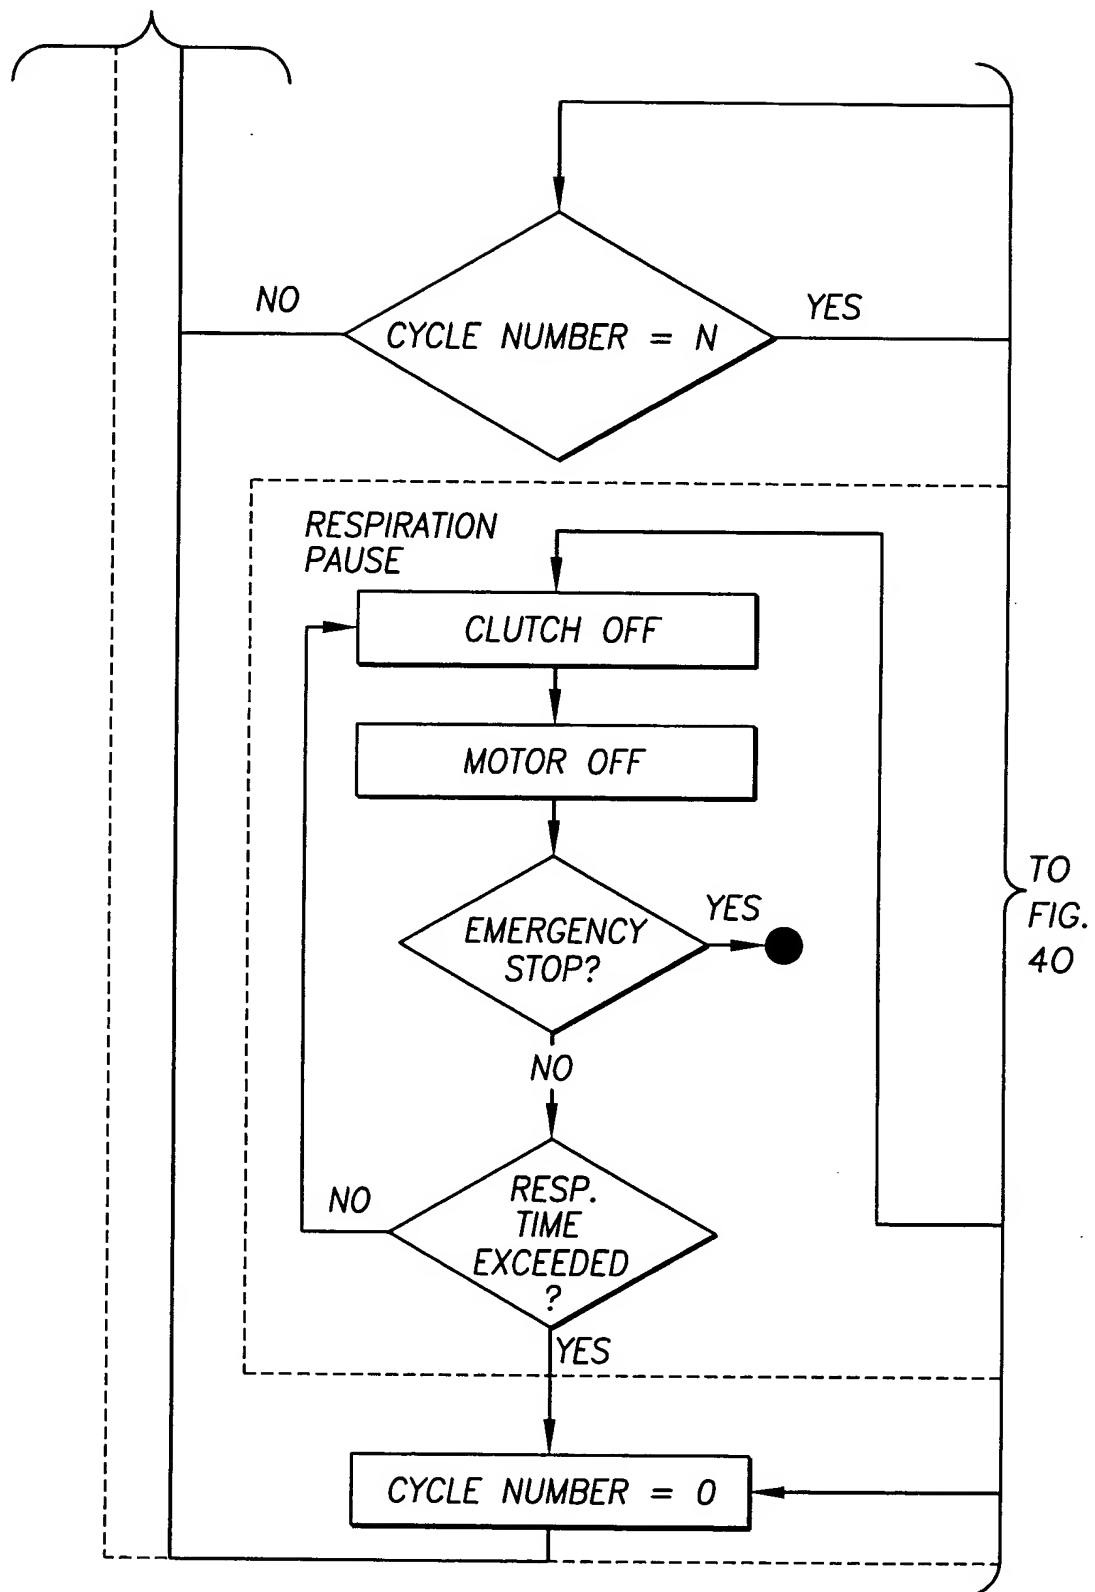 NO
YES
CYCLE NUMBER = N
RESPIRATION
PAUSE
CLUTCH OFF
MOTOR OFF
EMERGENCY
STOP?
YES
TO
FIG.
40
NO
RESP.
TIME
EXCEEDED
?
NO
YES
CYCLE NUMBER = 0